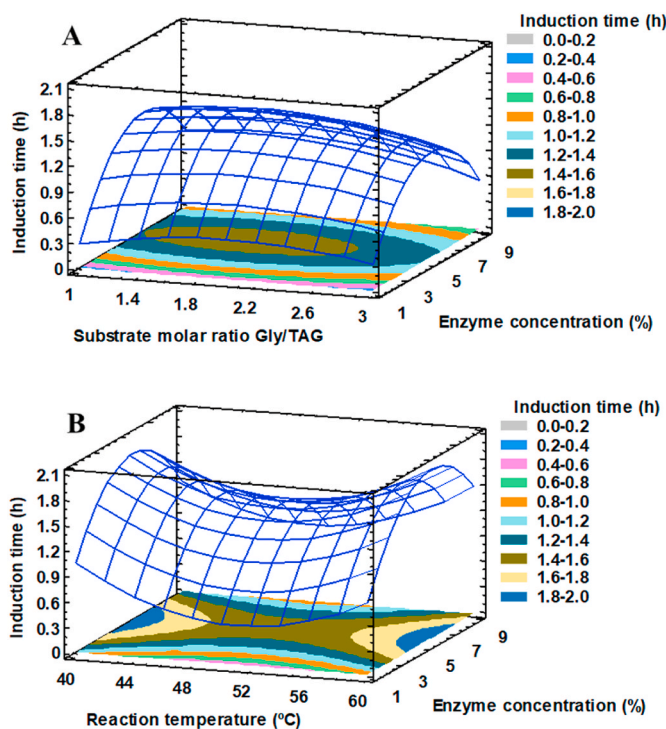 A
Induction time (h)
0.0-0.2
0.2-0.4
0.4-0.6
0.6-0.8
0.8-1.0
1.0-1.2
1.2-1.4
1.4-1.6
1.6-1.8
1.8-2.0
Induction time (h)
2.1
1.8
1.5
1.2
0.9
0.6
0.3
0
1 1.4 1.8 2.2 2.6 3
Substrate molar ratio Gly/TAG
1 3 5 7 9
Enzyme concentration (%)
B
Induction time (h)
0.0-0.2
0.2-0.4
0.4-0.6
0.6-0.8
0.8-1.0
1.0-1.2
1.2-1.4
1.4-1.6
1.6-1.8
1.8-2.0
Induction time (h)
2.1
1.8
1.5
1.2
0.9
0.6
0.3
0
40 44 48 52 56 60
Reaction temperature (ºC)
1 3 5 7 9
Enzyme concentration (%)